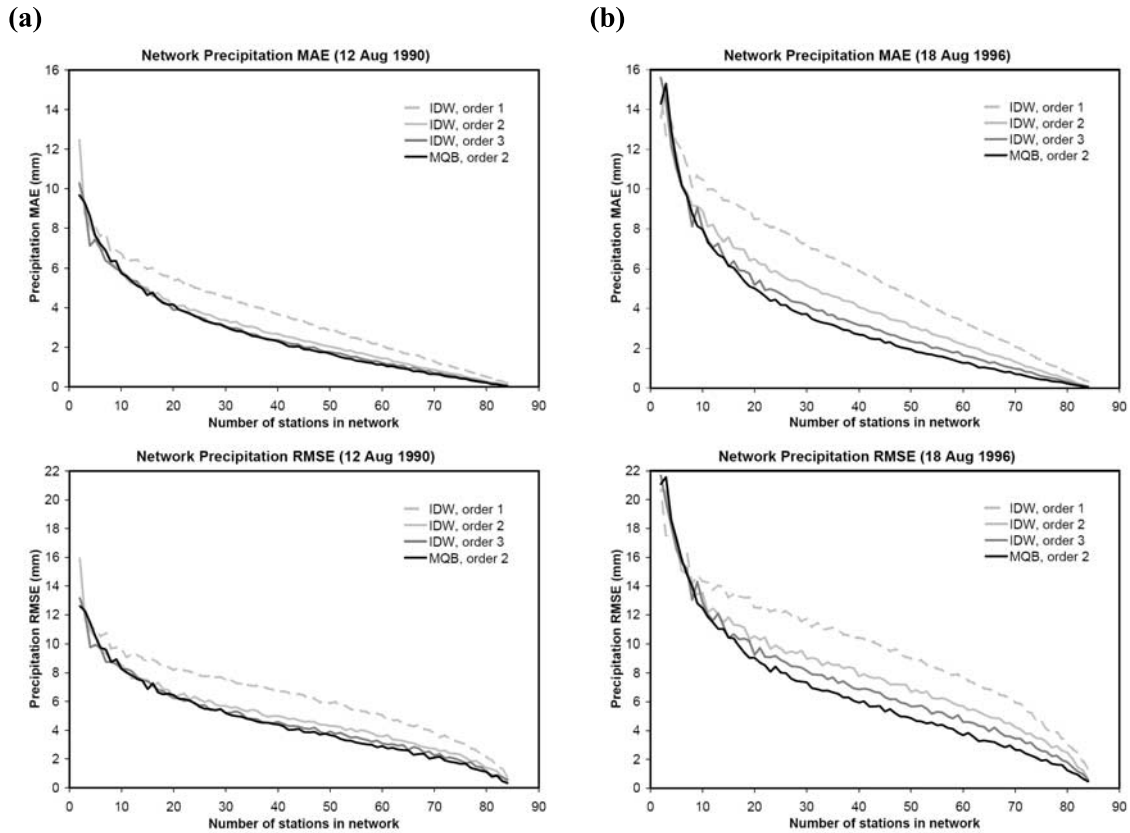 (a)
Network Precipitation MAE (12 Aug 1990)
Precipitation MAE (mm)
16
14
12
10
8
6
4
2
0
IDW, order 1
IDW, order 2
IDW, order 3
MQB, order 2
0 10 20 30 40 50 60 70 80 90
Number of stations in network
Network Precipitation RMSE (12 Aug 1990)
Precipitation RMSE (mm)
22
20
18
16
14
12
10
8
6
4
2
0
IDW, order 1
IDW, order 2
IDW, order 3
MQB, order 2
0 10 20 30 40 50 60 70 80 90
Number of stations in network
(b)
Network Precipitation MAE (18 Aug 1996)
Precipitation MAE (mm)
16
14
12
10
8
6
4
2
0
IDW, order 1
IDW, order 2
IDW, order 3
MQB, order 2
0 10 20 30 40 50 60 70 80 90
Number of stations in network
Network Precipitation RMSE (18 Aug 1996)
Precipitation RMSE (mm)
22
20
18
16
14
12
10
8
6
4
2
0
IDW, order 1
IDW, order 2
IDW, order 3
MQB, order 2
0 10 20 30 40 50 60 70 80 90
Number of stations in network